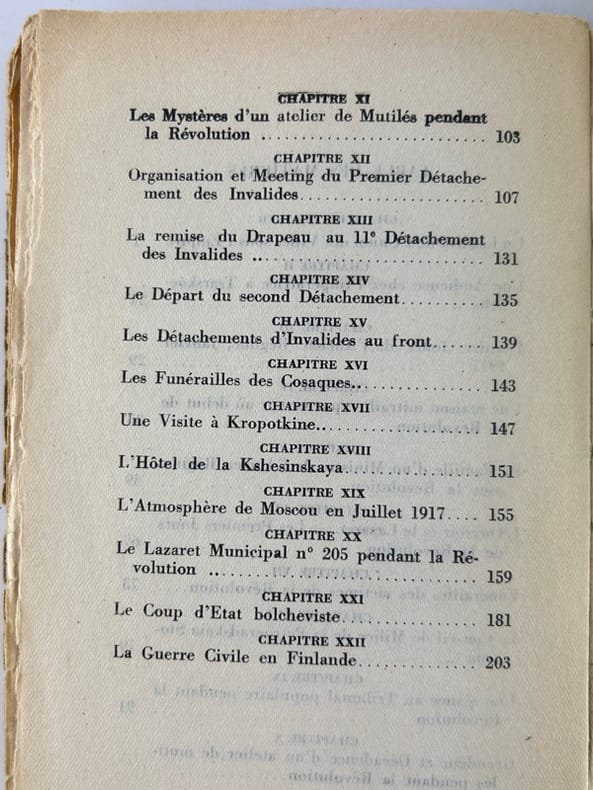 CHAPITRE XI
Les Mystères d'un atelier de Mutilés pendant
la Révolution .......................... 103
CHAPITRE XII
Organisation et Meeting du Premier Détache-
ment des Invalides...................... 107
CHAPITRE XIII
La remise du Drapeau au 11e Détachement
des Invalides .......................... 131
CHAPITRE XIV
Le Départ du second Détachement......... 135
CHAPITRE XV
Les Détachements d'Invalides au front...... 139
CHAPITRE XVI
Les Funérailles des Cosaques.............. 143
CHAPITRE XVII
Une Visite à Kropotkine.................. 147
CHAPITRE XVIII
L'Hôtel de la Kshesinskaya................ 151
CHAPITRE XIX
L'Atmosphère de Moscou en Juillet 1917.... 155
CHAPITRE XX
Le Lazaret Municipal n° 205 pendant la Ré-
volution .............................. 159
CHAPITRE XXI
Le Coup d'Etat bolcheviste................ 181
CHAPITRE XXII
La Guerre Civile en Finlande.............. 203